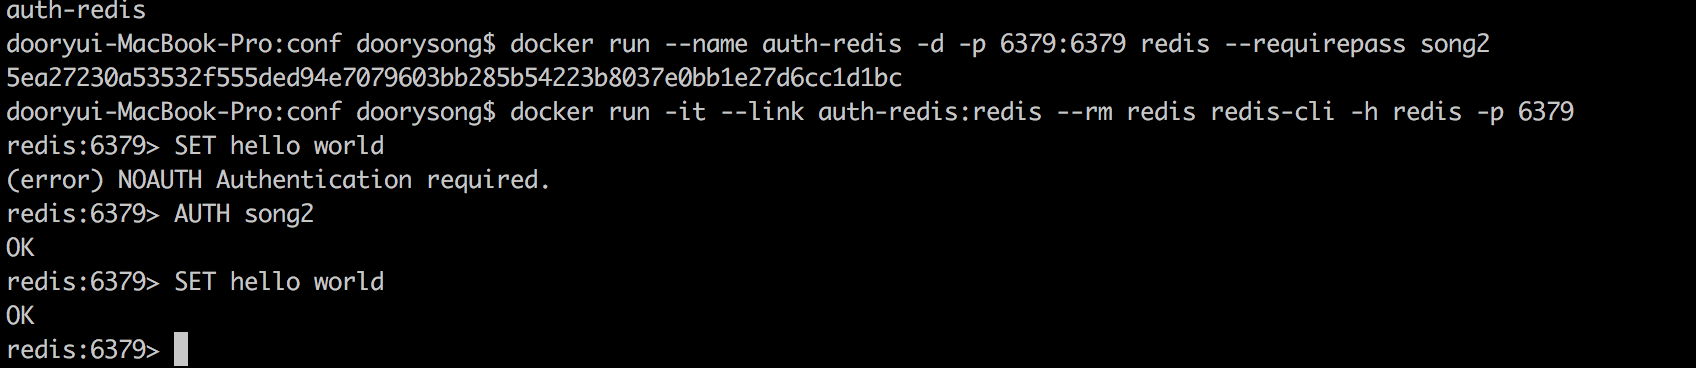 auth-redis
dooryui-MacBook-Pro:conf doorysong$ docker run --name auth-redis -d -p 6379:6379 redis --requirepass song2
5ea27230a53532f555ded94e7079603bb285b54223b8037e0bb1e27d6cc1d1bc
dooryui-MacBook-Pro:conf doorysong$ docker run -it --link auth-redis:redis --rm redis redis-cli -h redis -p 6379
redis:6379> SET hello world
(error) NOAUTH Authentication required.
redis:6379> AUTH song2
OK
redis:6379> SET hello world
OK
redis:6379>